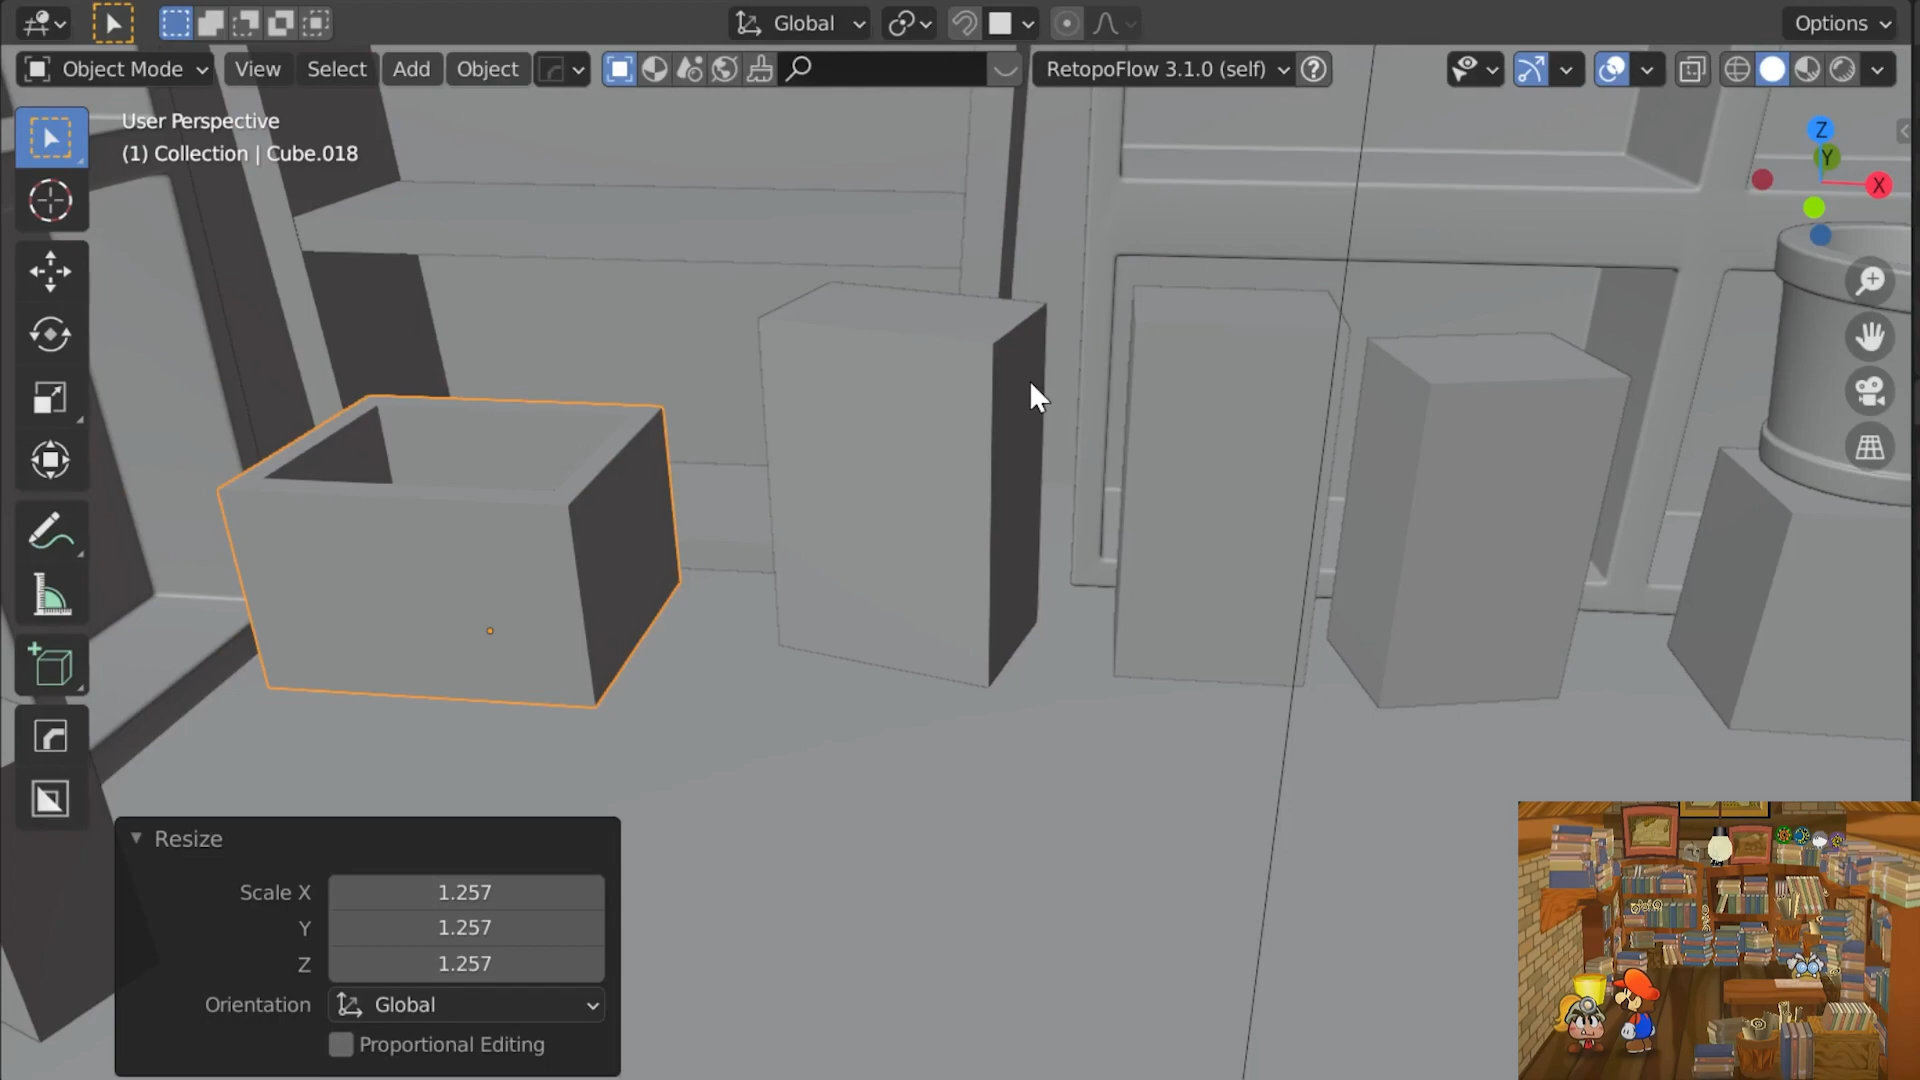 Global
Options
Object Mode
View
Select
Add
Object
RetopoFlow 3.1.0 (self)
User Perspective
(1) Collection | Cube.018
Z
Y
X
Resize
Scale X 1.257
Y 1.257
Z 1.257
Orientation Global
Proportional Editing